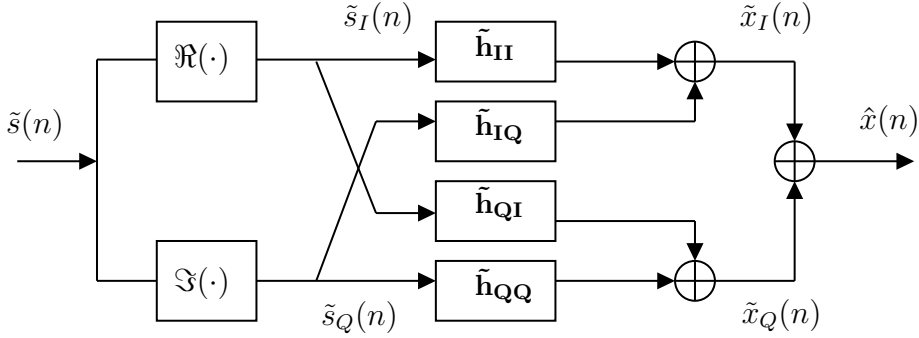 s̃_I(n)
x̃_I(n)
ℜ(·)
h̃_II
s̃(n)
h̃_IQ
x̂(n)
h̃_QI
ℑ(·)
h̃_QQ
s̃_Q(n)
x̃_Q(n)